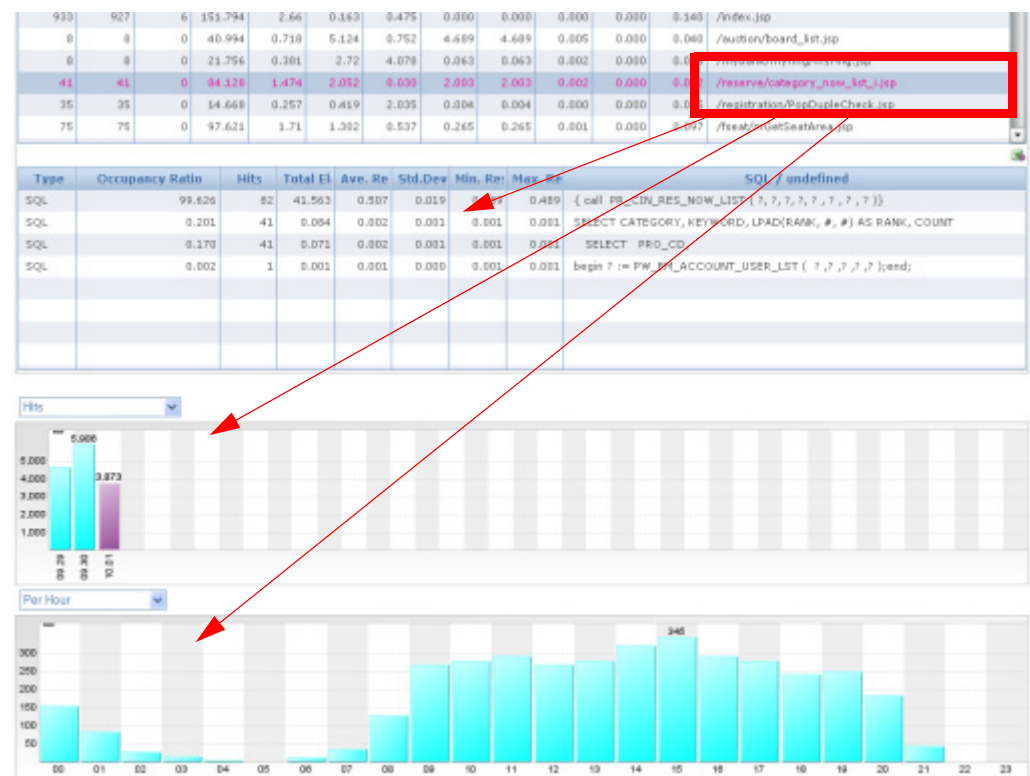 933 927 6 151.794 2.66 0.163 0.475 0.000 0.000 0.000 0.000 0.140 /index.jsp
8 8 0 40.994 0.718 5.124 0.752 4.689 4.689 0.005 0.000 0.040 /austion/board_list.jsp
8 8 0 21.756 0.381 2.72 4.078 0.063 0.063 0.002 0.000
41 41 0 84.128 1.474 2.052 0.030 2.003 2.003 0.002 0.000 /reserve/category_now_list_i.jsp
35 35 0 14.668 0.257 0.419 2.035 0.004 0.004 0.000 0.000 /registration/PopDupleCheck.jsp
75 75 0 97.621 1.71 1.302 0.537 0.265 0.265 0.001 0.000 0.097
Type Occupancy Ratio Hits Total El Ave. Re Std.Dev Min. Re: Max. Re SQL / undefined
SQL 99.626 82 41.563 0.507 0.019 0.489 { call PR_CIN_RES_NOW_LIST ( ?, ?, ?, ?, ? , ? , ? , ? )}
SQL 0.201 41 0.084 0.002 0.001 0.001 0.001 SELECT CATEGORY, KEYWORD, LPAD(RANK, #, #) AS RANK, COUNT
SQL 0.170 41 0.071 0.002 0.001 0.001 0.001 SELECT PRO_CD,
SQL 0.002 1 0.001 0.001 0.000 0.001 0.001 begin ? := PW_BM_ACCOUNT_USER_LST ( ? ,? ,? ,? ,? );end;
Hits
5,986
5,000
4,000 3,873
3,000
2,000
1,000
09.29 09.30 10.01
Per Hour
346
300
250
200
150
100
50
00 01 02 03 04 05 06 07 08 09 10 11 12 13 14 15 16 17 18 19 20 21 22 23